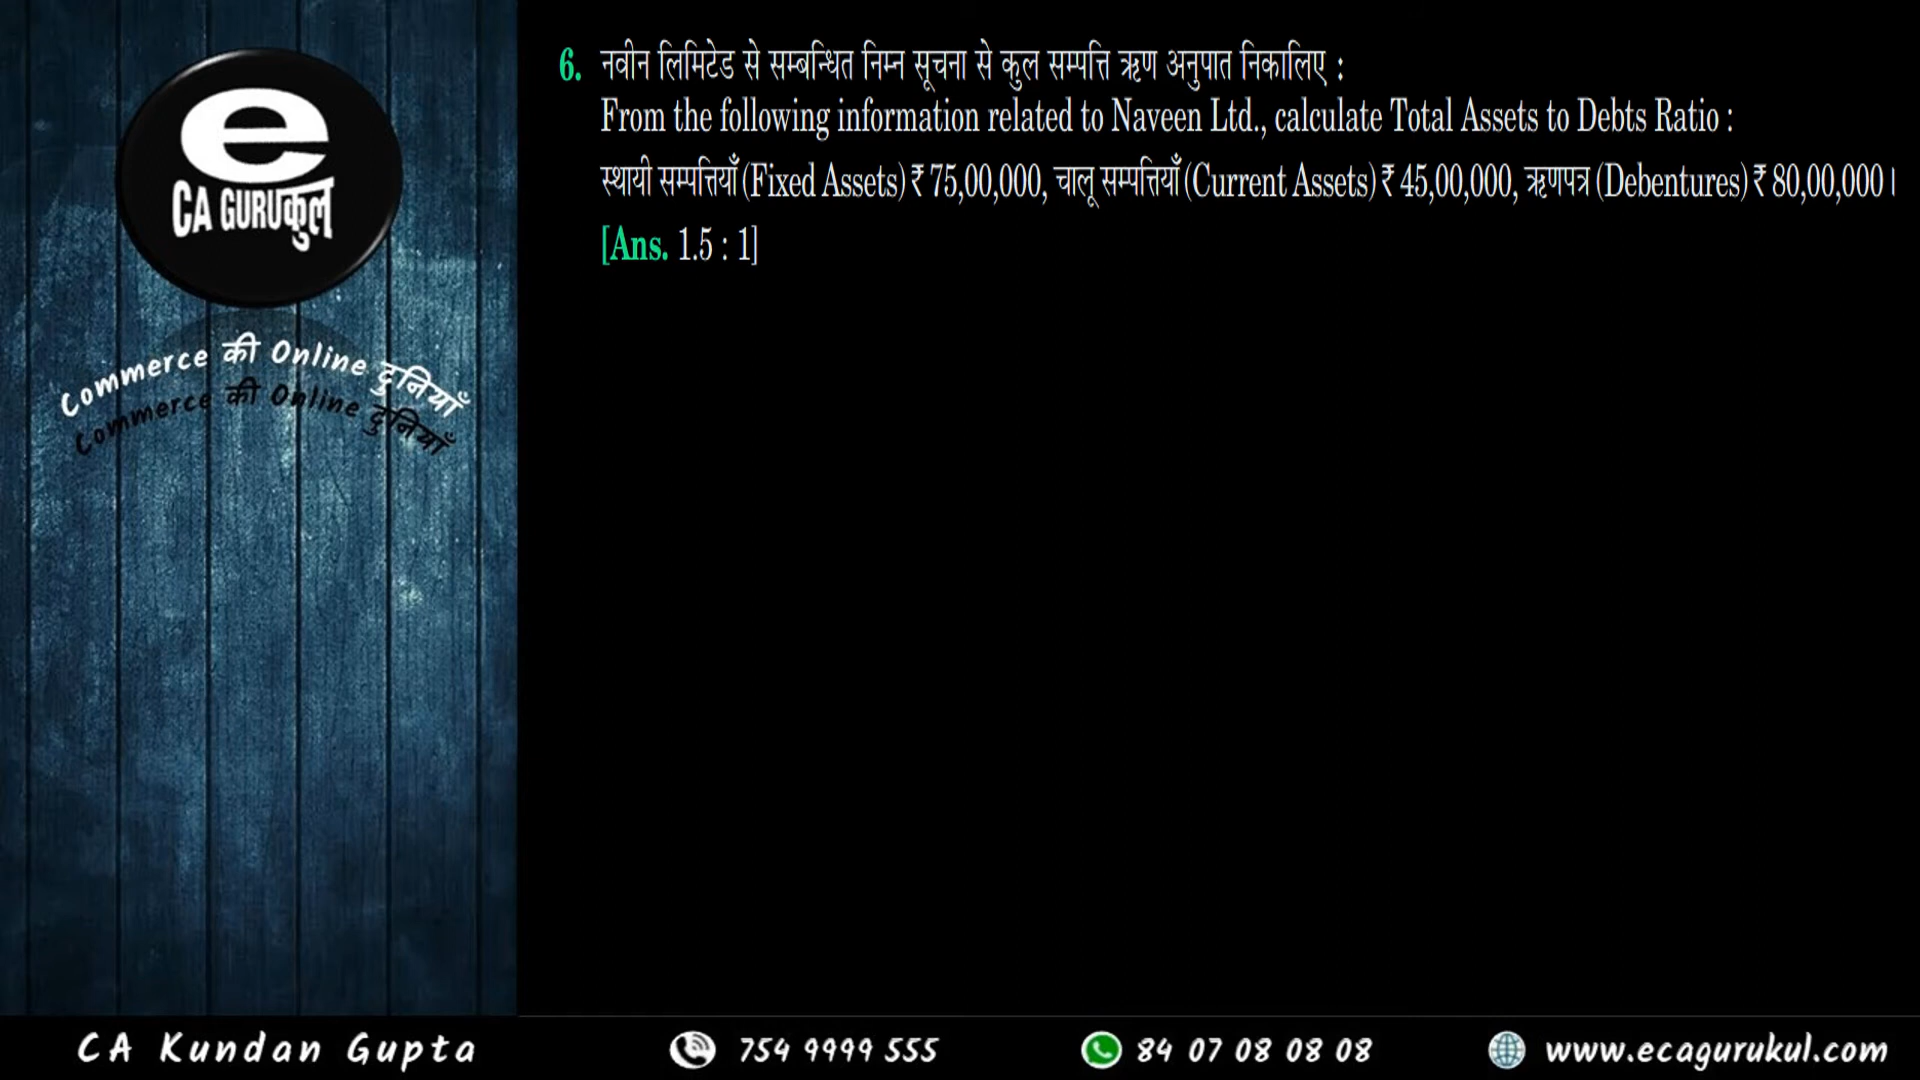 e
CA GURUकुल
Commerce की Online दुनियाँ
6. नवीन लिमिटेड से सम्बन्धित निम्न सूचना से कुल सम्पत्ति ऋण अनुपात निकालिए :
From the following information related to Naveen Ltd., calculate Total Assets to Debts Ratio :
स्थायी सम्पत्तियाँ (Fixed Assets) ₹ 75,00,000, चालू सम्पत्तियाँ (Current Assets) ₹ 45,00,000, ऋणपत्र (Debentures) ₹ 80,00,000।
[Ans. 1.5 : 1]
CA Kundan Gupta 754 9999 555 84 07 08 08 08 www.ecagurukul.com